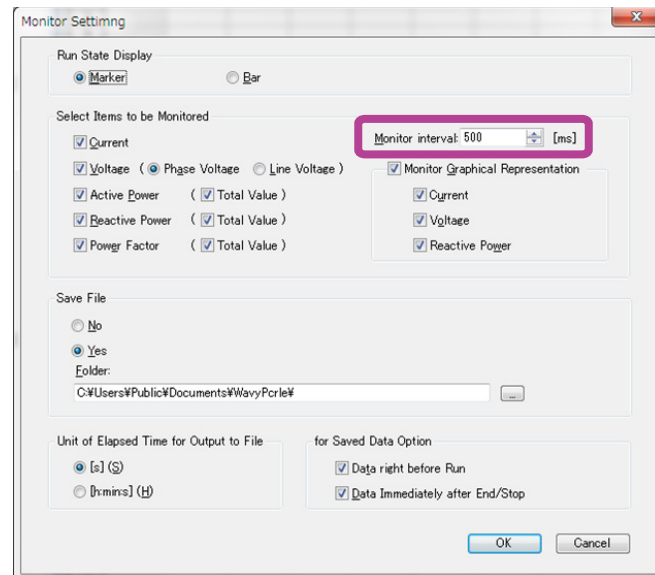 Monitor Settimng
Run State Display
Marker
Bar
Select Items to be Monitored
Current
Monitor interval: 500 [ms]
Voltage ( Phase Voltage Line Voltage )
Monitor Graphical Representation
Active Power ( Total Value )
Current
Reactive Power ( Total Value )
Voltage
Power Factor ( Total Value )
Reactive Power
Save File
No
Yes
Folder:
C:¥Users¥Public¥Documents¥WavyPcrle¥
...
Unit of Elapsed Time for Output to File
[s] (S)
[h:min:s] (H)
for Saved Data Option
Data right before Run
Data Immediately after End/Stop
OK
Cancel